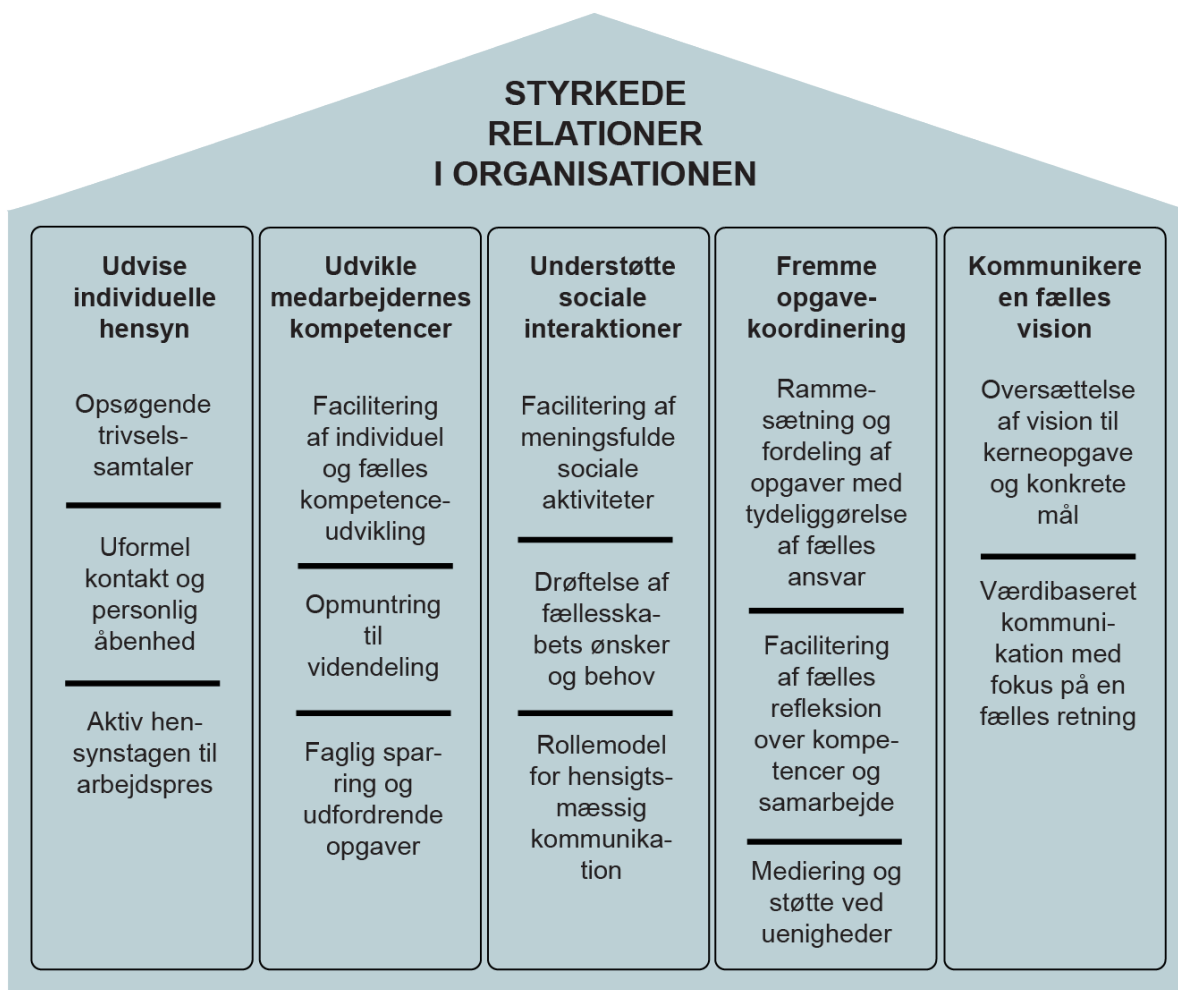 STYRKEDE
RELATIONER
I ORGANISATIONEN
Udvise
individuelle
hensyn
Opsøgende
trivsels-
samtaler
Uformel
kontakt og
personlig
åbenhed
Aktiv hen-
synstagen til
arbejdspres
Udvikle
medarbejdernes
kompetencer
Facilitering
af individuel
og fælles
kompetence-
udvikling
Opmuntring
til
videndeling
Faglig spar-
ring og
udfordrende
opgaver
Understøtte
sociale
interaktioner
Facilitering af
meningsfulde
sociale
aktiviteter
Drøftelse af
fællesska-
bets ønsker
og behov
Rollemodel
for hensigts-
mæssig
kommunika-
tion
Fremme
opgave-
koordinering
Ramme-
sætning og
fordeling af
opgaver med
tydeliggørelse
af fælles
ansvar
Facilitering
af fælles
refleksion
over kompe-
tencer og
samarbejde
Mediering og
støtte ved
uenigheder
Kommunikere
en fælles
vision
Oversættelse
af vision til
kerneopgave
og konkrete
mål
Værdibaseret
kommuni-
kation med
fokus på en
fælles retning